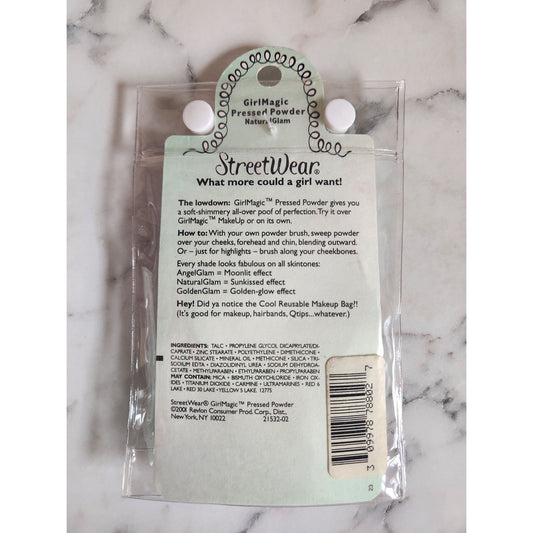 GirlMagic
Pressed Powder
NaturalGlam
StreetWear®
What more could a girl want!
The lowdown: GirlMagic™ Pressed Powder gives you
a soft-shimmery all-over poof of perfection. Try it over
GirlMagic™ MakeUp or on its own.
How to: With your own powder brush, sweep powder
over your cheeks, forehead and chin, blending outward.
Or – just for highlights – brush along your cheekbones.
Every shade looks fabulous on all skintones:
AngelGlam = Moonlit effect
NaturalGlam = Sunkissed effect
GoldenGlam = Golden-glow effect
Hey! Did ya notice the Cool Reusable Makeup Bag?!
(It's good for makeup, hairbands, Qtips...whatever.)
INGREDIENTS: TALC • PROPYLENE GLYCOL DICAPRYLATE/DI-
CAPRATE • ZINC STEARATE • POLYETHYLENE • DIMETHICONE •
CALCIUM SILICATE • MINERAL OIL • METHICONE • SILICA • TRI-
SODIUM EDTA • DIAZOLIDINYL UREA • SODIUM DEHYDROA-
CETATE • METHYLPARABEN • ETHYLPARABEN • PROPYLPARABEN
MAY CONTAIN: MICA • BISMUTH OXYCHLORIDE • IRON OX-
IDES • TITANIUM DIOXIDE • CARMINE • ULTRAMARINES • RED 6
LAKE • RED 30 LAKE • YELLOW 5 LAKE 13775
StreetWear® GirlMagic™ Pressed Powder
©2001 Revlon Consumer Prod. Corp., Dist.,
New York, NY 10022 21532-02
3 09978 78802 7
23